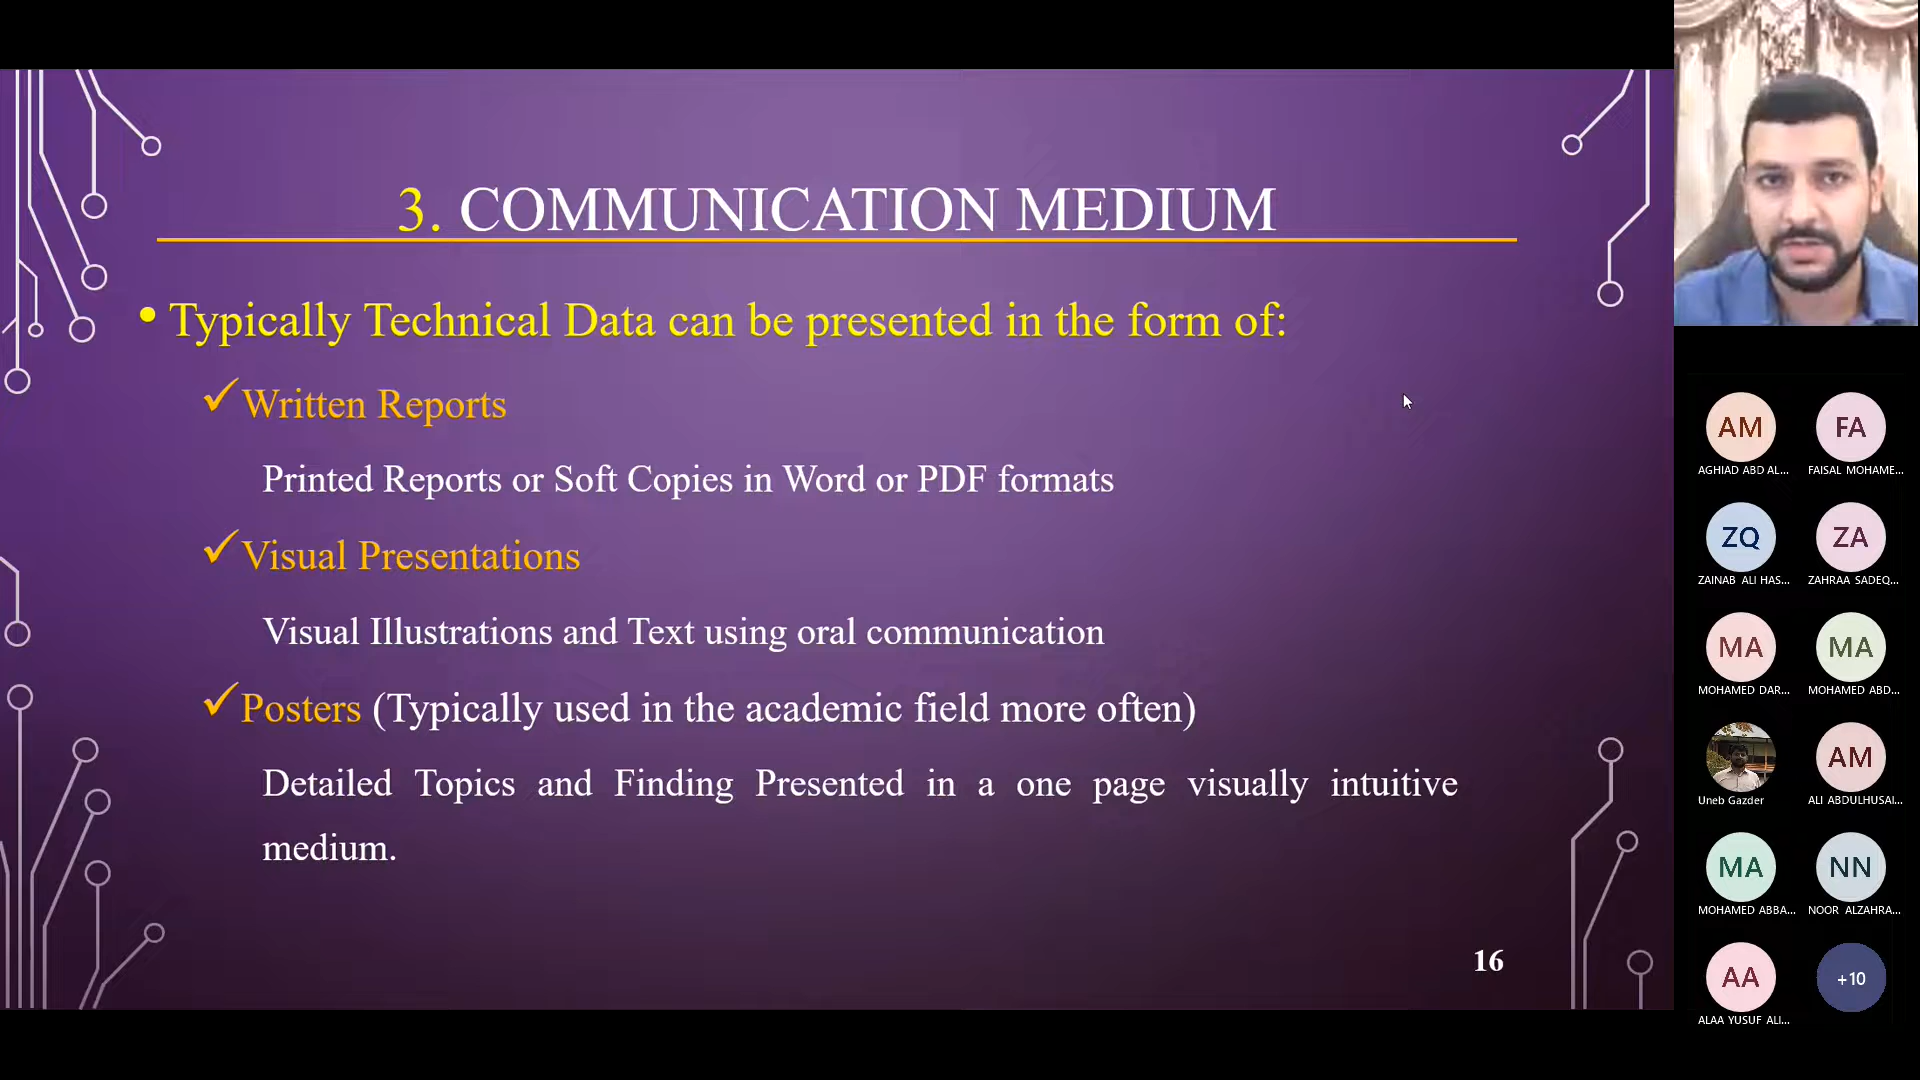 3. COMMUNICATION MEDIUM
• Typically Technical Data can be presented in the form of:
✓Written Reports
Printed Reports or Soft Copies in Word or PDF formats
✓Visual Presentations
Visual Illustrations and Text using oral communication
✓Posters (Typically used in the academic field more often)
Detailed Topics and Finding Presented in a one page visually intuitive
medium.
16
AM FA
AGHIAD ABD AL... FAISAL MOHAME...
ZQ ZA
ZAINAB ALI HAS... ZAHRAA SADEQ...
MA MA
MOHAMED DAR... MOHAMED ABD...
AM
Uneb Gazder ALI ABDULHUSAI...
MA NN
MOHAMED ABBA... NOOR ALZAHRA...
AA +10
ALAA YUSUF ALI...